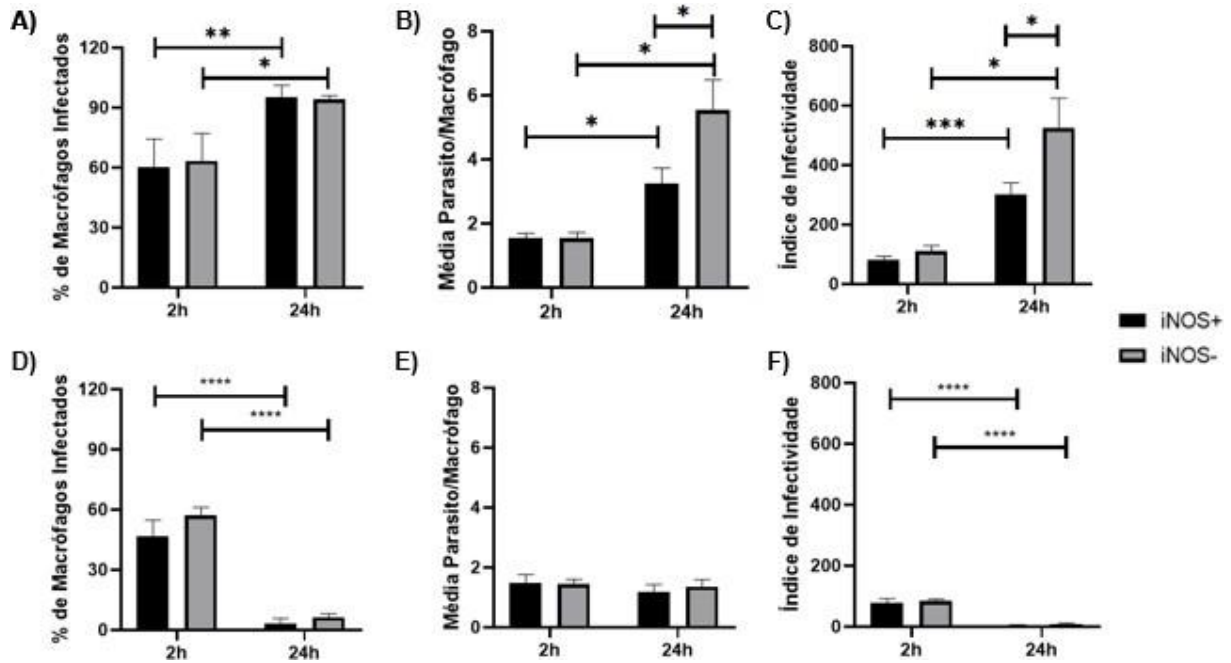 A)
% de Macrófagos Infectados
120
90
60
30
0
**
*
2h
24h
B)
Média Parasito/Macrófago
8
6
4
2
0
*
*
*
2h
24h
C)
Índice de Infectividade
800
600
400
200
0
*
*
***
2h
24h
iNOS+
iNOS-
D)
% de Macrófagos Infectados
120
90
60
30
0
****
****
2h
24h
E)
Média Parasito/Macrófago
8
6
4
2
0
2h
24h
F)
Índice de Infectividade
800
600
400
200
0
****
****
2h
24h